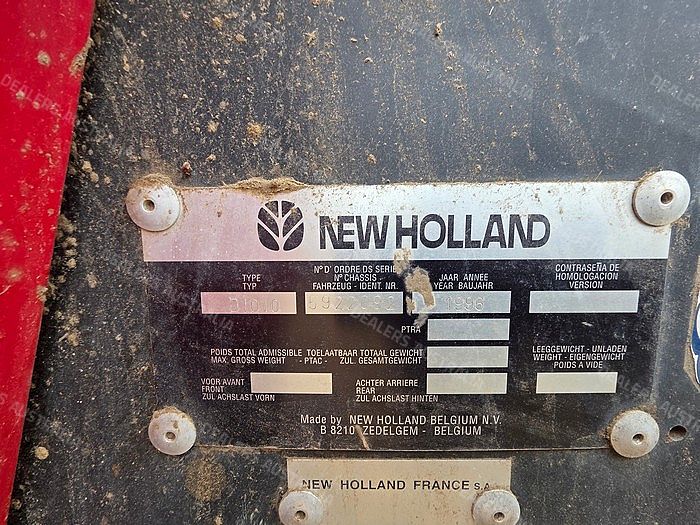 NEW HOLLAND
TYPE
TYP
N° D' ORDRE DS SERIE
N° CHASSIS -
FAHRZEUG - IDENT. NR.
JAAR ANNEE
YEAR BAUJAHR
CONTRASEÑA DE
HOMOLOGACION
VERSION
D1010
1996
PTRA
POIDS TOTAL ADMISSIBLE TOELAATBAAR TOTAAL GEWICHT
MAX. GROSS WEIGHT - PTAC - ZUL. GESAMTGEWICHT
LEEGGEWICHT - UNLADEN
WEIGHT - EIGENGEWICHT
POIDS A VIDE
VOOR AVANT
FRONT
ZUL ACHSLAST VORN
ACHTER ARRIERE
REAR
ZUL ACHSLAST HINTEN
Made by NEW HOLLAND BELGIUM N.V.
B 8210 ZEDELGEM - BELGIUM
NEW HOLLAND FRANCE S.A.